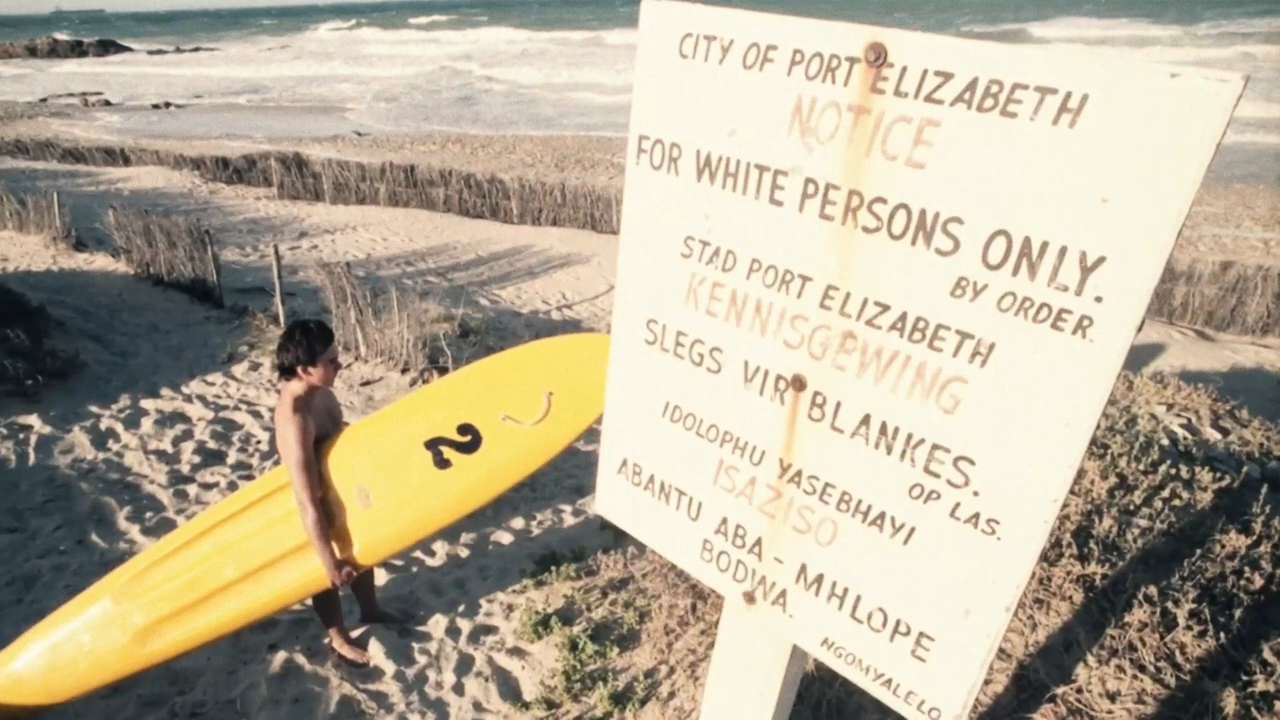 CITY OF PORT ELIZABETH
NOTICE
FOR WHITE PERSONS ONLY.
BY ORDER.
STAD PORT ELIZABETH
KENNISGEWING
SLEGS VIR BLANKES.
OP LAS.
IDOLOPHU YASEBHAYI
ISAZISO
ABANTU ABA-MHLOPE
BODWA.
NGOMYALELO
2